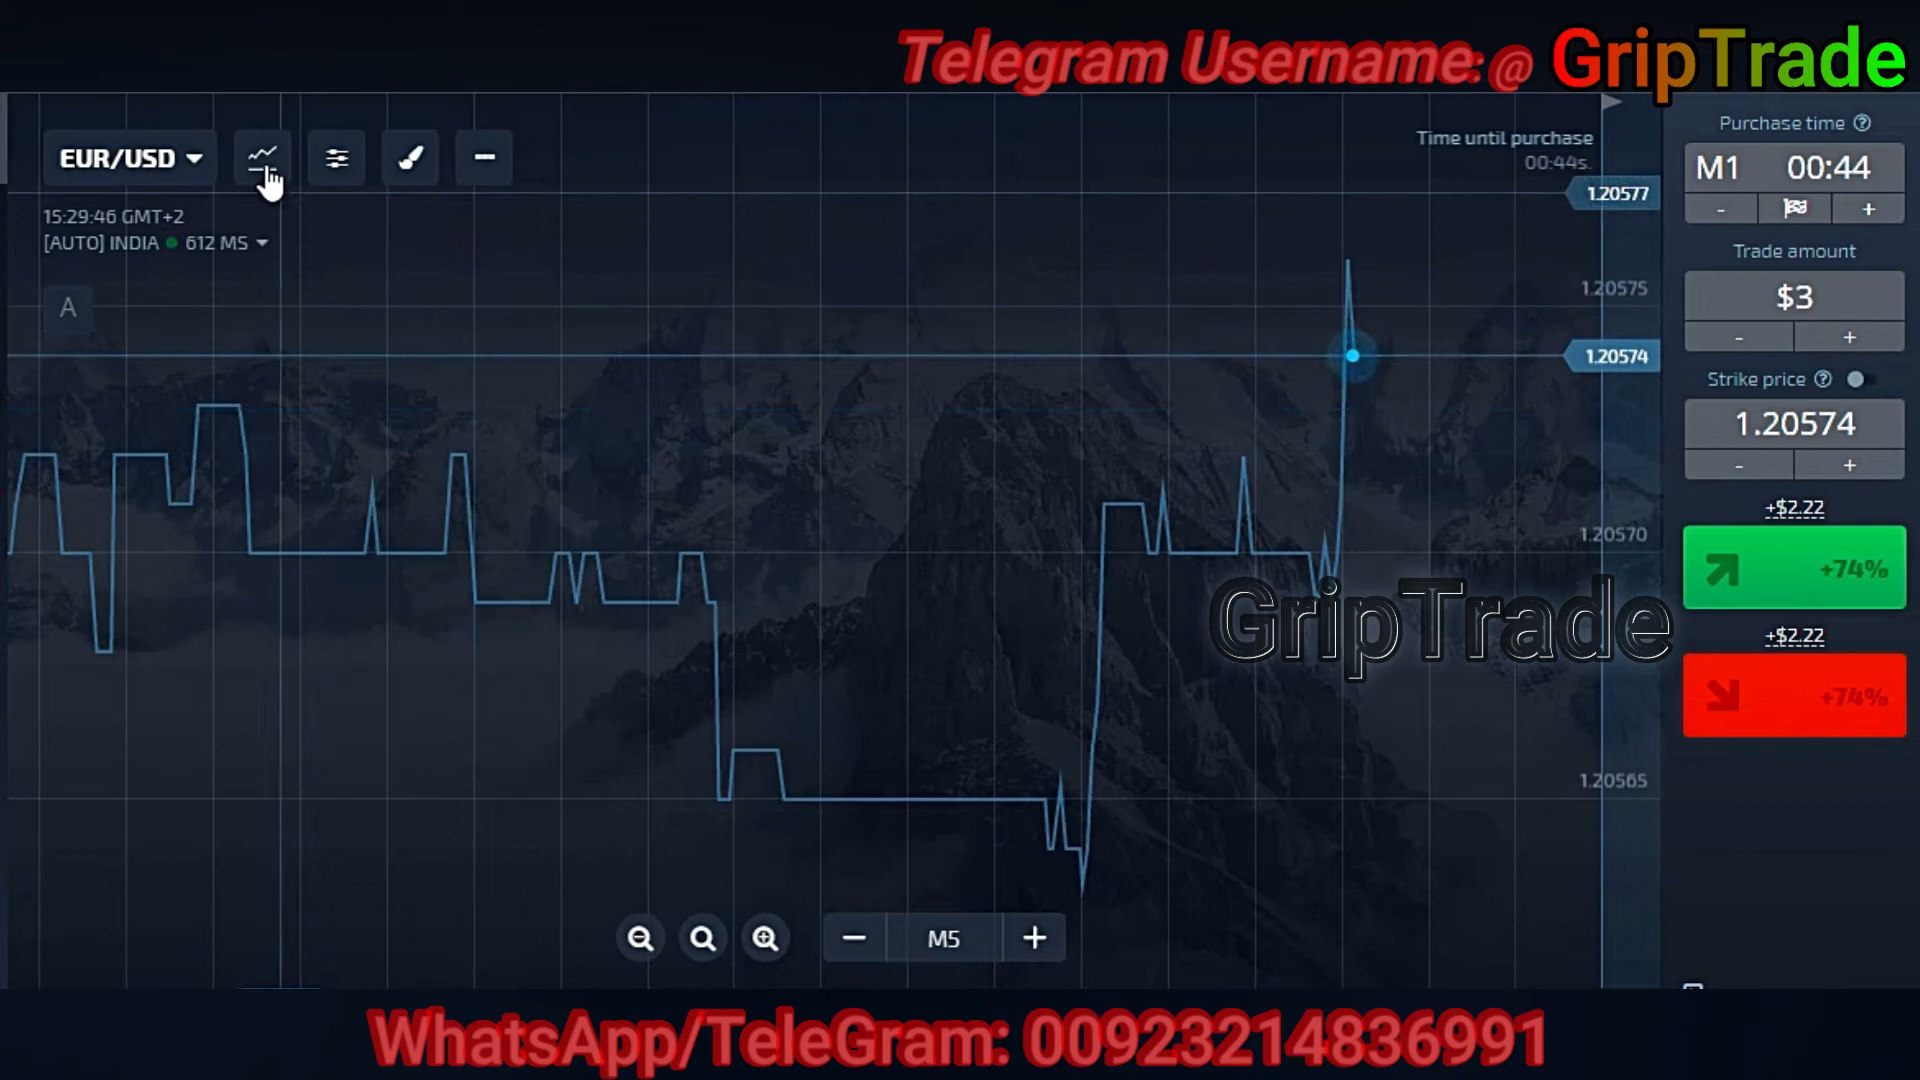 Telegram Username:@ GripTrade
EUR/USD
15:29:46 GMT+2
[AUTO] INDIA 612 MS
A
Time until purchase
00:44s.
1.20577
1.20575
1.20574
1.20570
1.20565
GripTrade
Purchase time ?
M1 00:44
- +
Trade amount
$3
- +
Strike price ?
1.20574
- +
+$2.22
+74%
+$2.22
+74%
M5
WhatsApp/TeleGram: 00923214836991